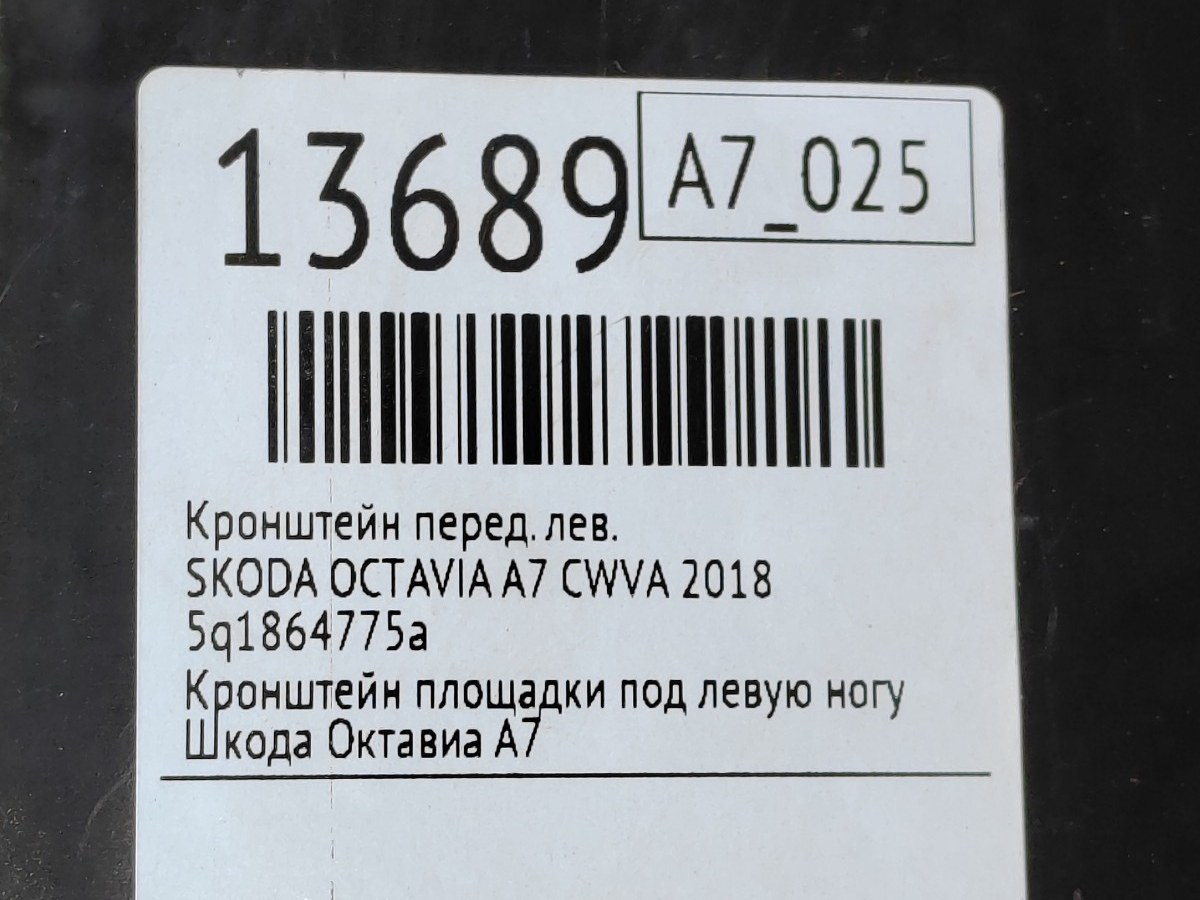 13689
A7_025
Кронштейн перед. лев.
SKODA OCTAVIA A7 CWVA 2018
5q1864775a
Кронштейн площадки под левую ногу
Шкода Октавиа А7